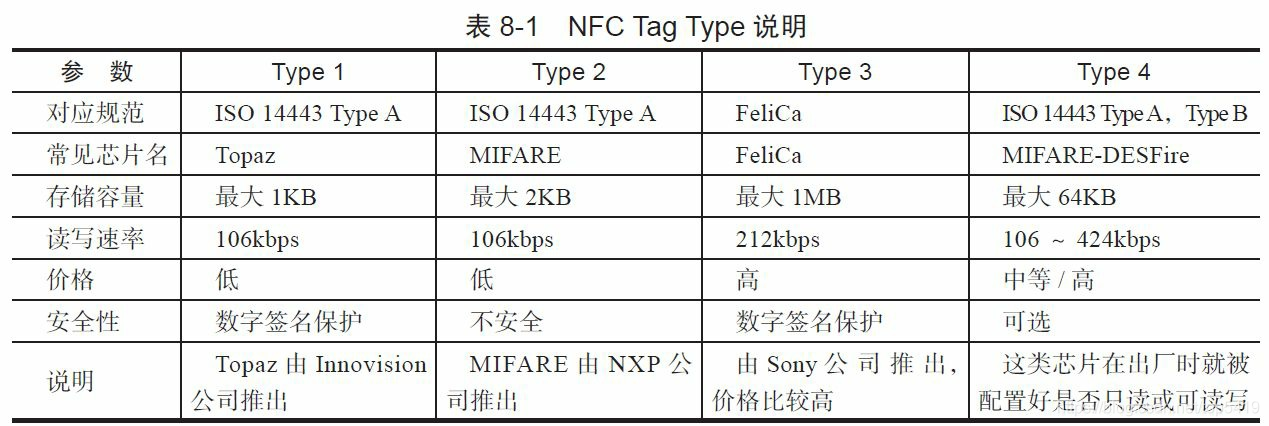 表 8-1 NFC Tag Type 说明
参 数 Type 1 Type 2 Type 3 Type 4
对应规范 ISO 14443 Type A ISO 14443 Type A FeliCa ISO 14443 Type A，Type B
常见芯片名 Topaz MIFARE FeliCa MIFARE-DESFire
存储容量 最大 1KB 最大 2KB 最大 1MB 最大 64KB
读写速率 106kbps 106kbps 212kbps 106 ~ 424kbps
价格 低 低 高 中等 / 高
安全性 数字签名保护 不安全 数字签名保护 可选
说明 Topaz 由 Innovision MIFARE 由 NXP 公 由 Sony 公 司 推 出， 这类芯片在出厂时就被
公司推出 司推出 价格比较高 配置好是否只读或可读写